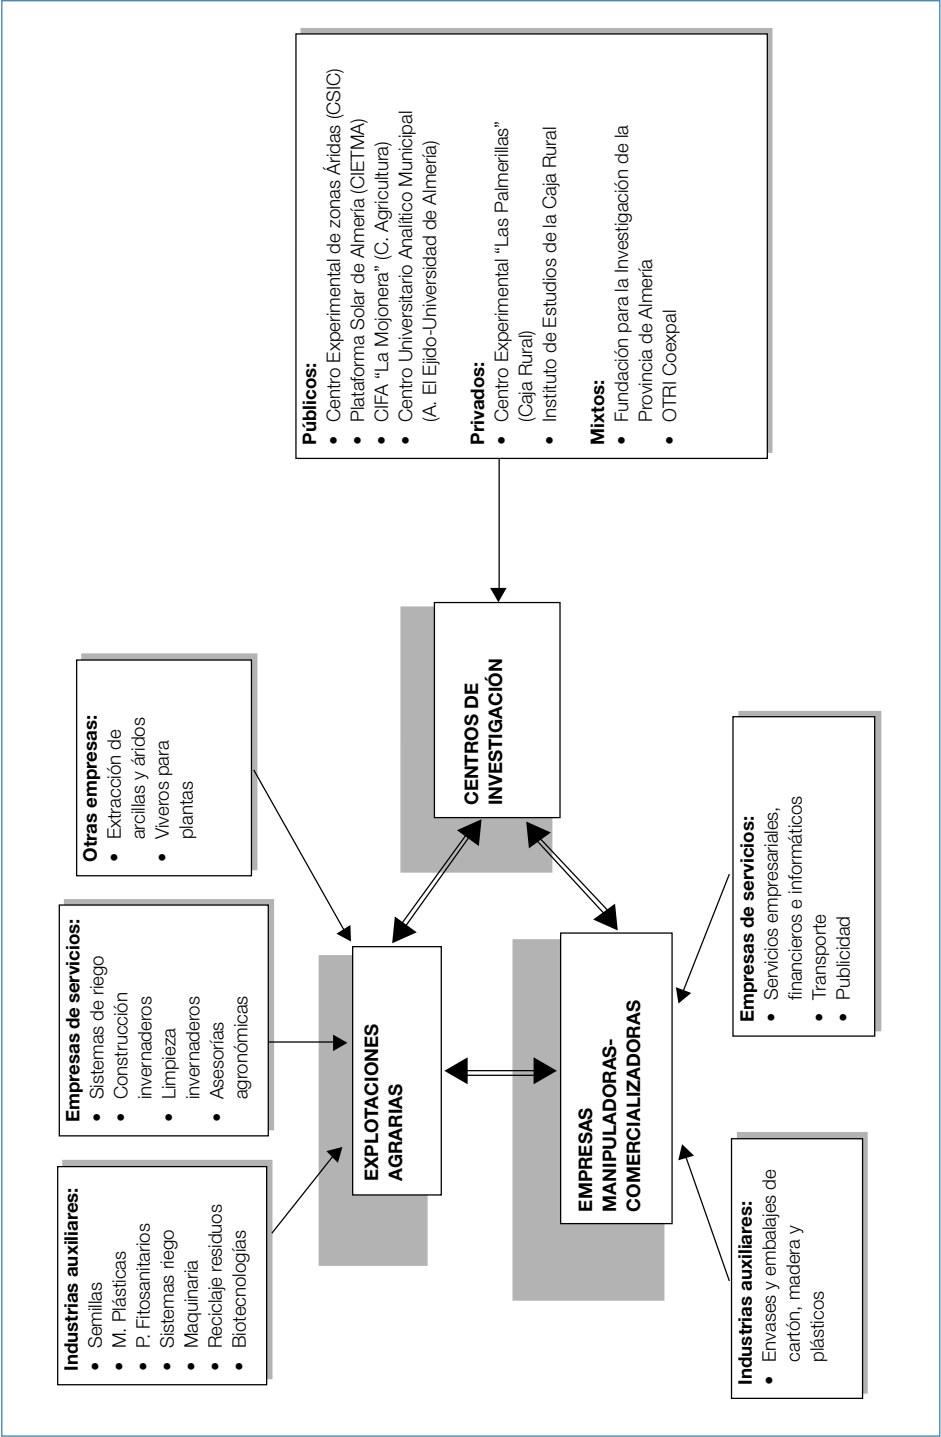 Industrias auxiliares:
• Semillas
• M. Plásticas
• P. Fitosanitarios
• Sistemas riego
• Maquinaria
• Reciclaje residuos
• Biotecnologías
Empresas de servicios:
• Sistemas de riego
• Construcción
invernaderos
• Limpieza
invernaderos
• Asesorías
agronómicas
Otras empresas:
• Extracción de
arcillas y áridos
• Viveros para
plantas
EXPLOTACIONES
AGRARIAS
CENTROS DE
INVESTIGACIÓN
EMPRESAS
MANIPULADORAS-
COMERCIALIZADORAS
Públicos:
• Centro Experimental de zonas Áridas (CSIC)
• Plataforma Solar de Almería (CIETMA)
• CIFA “La Mojonera” (C. Agricultura)
• Centro Universitario Analítico Municipal
(A. El Ejido-Universidad de Almería)
Privados:
• Centro Experimental “Las Palmerillas”
(Caja Rural)
• Instituto de Estudios de la Caja Rural
Mixtos:
• Fundación para la Investigación de la
Provincia de Almería
• OTRI Coexpal
Industrias auxiliares:
• Envases y embalajes de
cartón, madera y
plásticos
Empresas de servicios:
• Servicios empresariales,
financieros e informáticos
• Transporte
• Publicidad